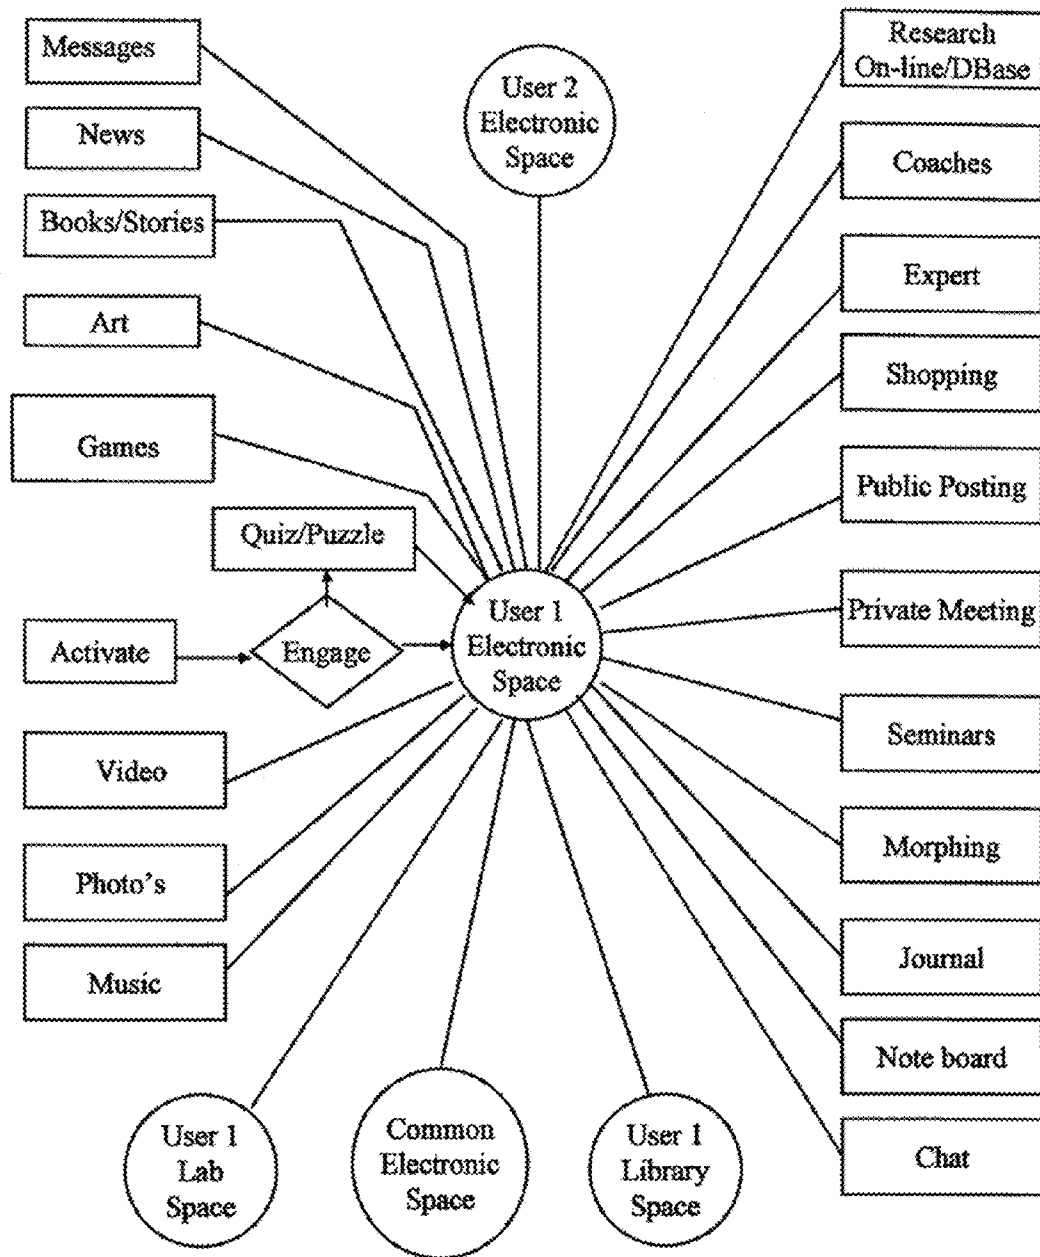 Messages
News
Books/Stories
Art
Games
Quiz/Puzzle
Activate
Engage
Video
Photo's
Music
User 2
Electronic
Space
User 1
Electronic
Space
User 1
Lab
Space
Common
Electronic
Space
User 1
Library
Space
Research
On-line/DBase
Coaches
Expert
Shopping
Public Posting
Private Meeting
Seminars
Morphing
Journal
Note board
Chat